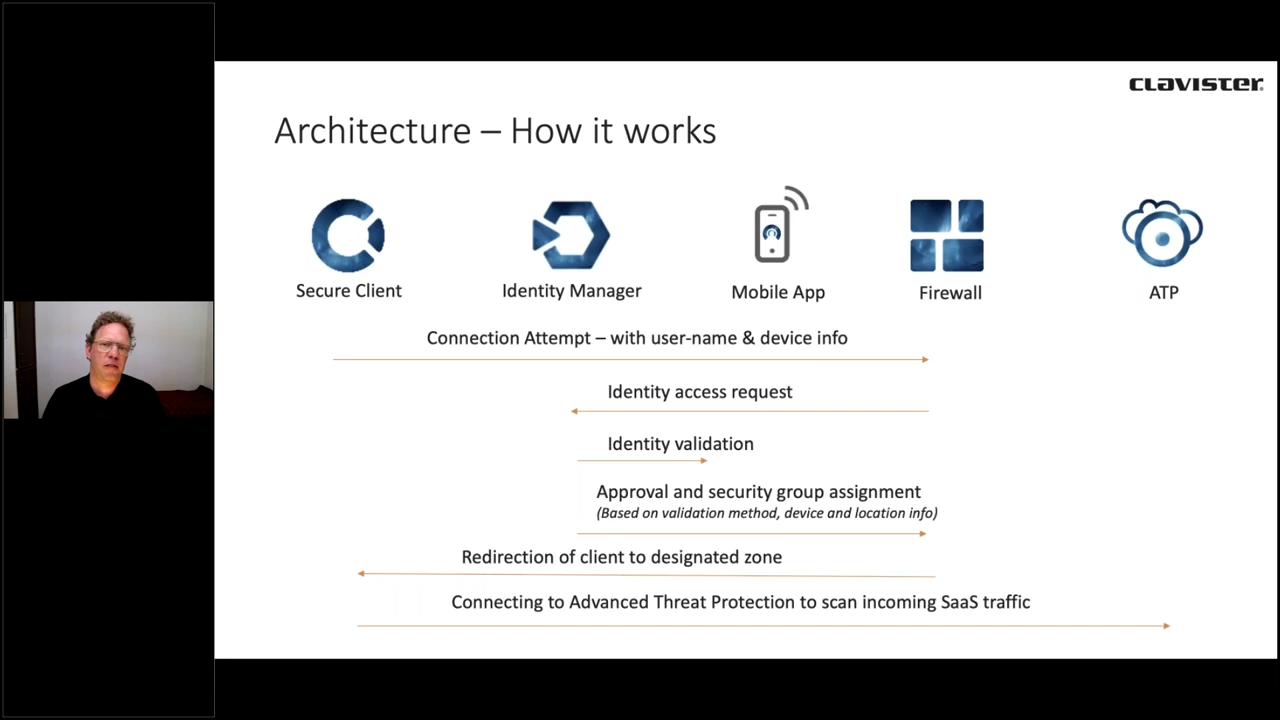 CLAVISTER
Architecture – How it works
Secure Client
Identity Manager
Mobile App
Firewall
ATP
Connection Attempt – with user-name & device info
Identity access request
Identity validation
Approval and security group assignment
(Based on validation method, device and location info)
Redirection of client to designated zone
Connecting to Advanced Threat Protection to scan incoming SaaS traffic